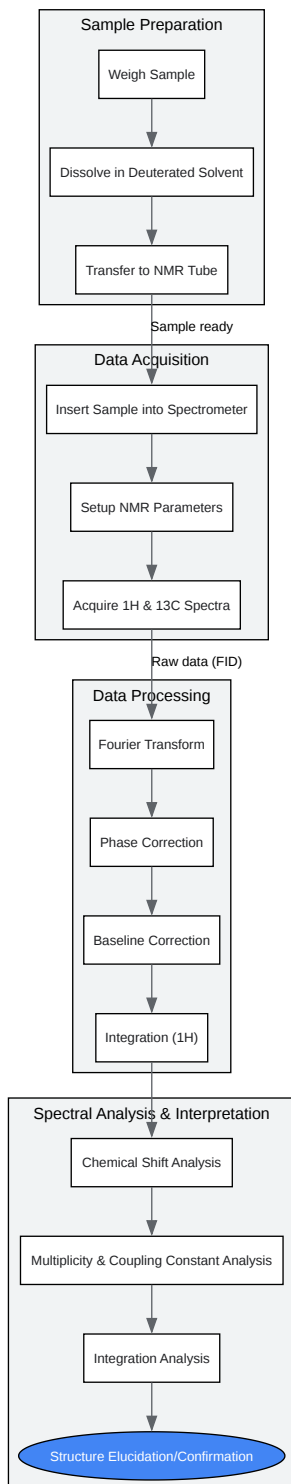 Sample Preparation
Weigh Sample
Dissolve in Deuterated Solvent
Transfer to NMR Tube
Sample ready
Data Acquisition
Insert Sample into Spectrometer
Setup NMR Parameters
Acquire 1H & 13C Spectra
Raw data (FID)
Data Processing
Fourier Transform
Phase Correction
Baseline Correction
Integration (1H)
Spectral Analysis & Interpretation
Chemical Shift Analysis
Multiplicity & Coupling Constant Analysis
Integration Analysis
Structure Elucidation/Confirmation